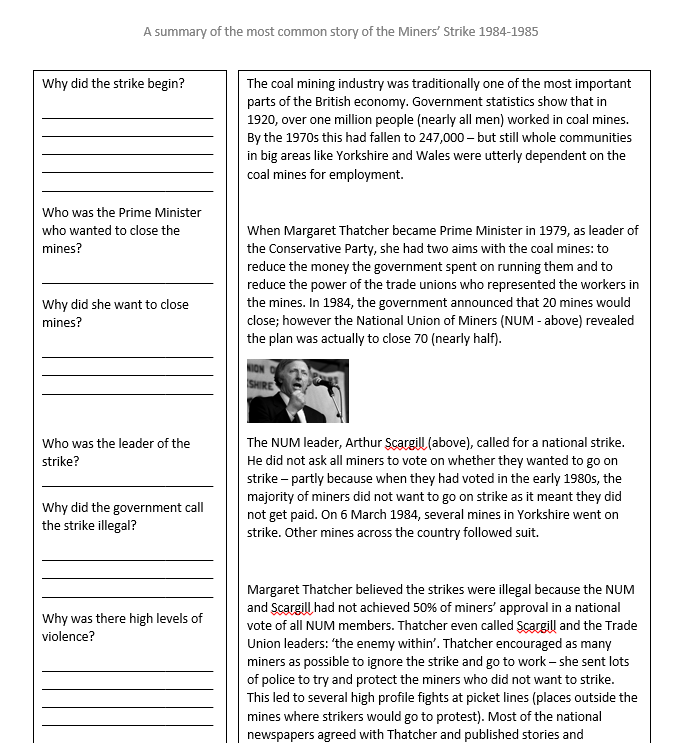 A summary of the most common story of the Miners' Strike 1984-1985
Why did the strike begin?
Who was the Prime Minister
who wanted to close the
mines?
Why did she want to close
mines?
Who was the leader of the
strike?
Why did the government call
the strike illegal?
Why was there high levels of
violence?
The coal mining industry was traditionally one of the most important
parts of the British economy. Government statistics show that in
1920, over one million people (nearly all men) worked in coal mines.
By the 1970s this had fallen to 247,000 – but still whole communities
in big areas like Yorkshire and Wales were utterly dependent on the
coal mines for employment.
When Margaret Thatcher became Prime Minister in 1979, as leader of
the Conservative Party, she had two aims with the coal mines: to
reduce the money the government spent on running them and to
reduce the power of the trade unions who represented the workers in
the mines. In 1984, the government announced that 20 mines would
close; however the National Union of Miners (NUM - above) revealed
the plan was actually to close 70 (nearly half).
The NUM leader, Arthur Scargill (above), called for a national strike.
He did not ask all miners to vote on whether they wanted to go on
strike – partly because when they had voted in the early 1980s, the
majority of miners did not want to go on strike as it meant they did
not get paid. On 6 March 1984, several mines in Yorkshire went on
strike. Other mines across the country followed suit.
Margaret Thatcher believed the strikes were illegal because the NUM
and Scargill had not achieved 50% of miners' approval in a national
vote of all NUM members. Thatcher even called Scargill and the Trade
Union leaders: 'the enemy within'. Thatcher encouraged as many
miners as possible to ignore the strike and go to work – she sent lots
of police to try and protect the miners who did not want to strike.
This led to several high profile fights at picket lines (places outside the
mines where strikers would go to protest). Most of the national
newspapers agreed with Thatcher and published stories and